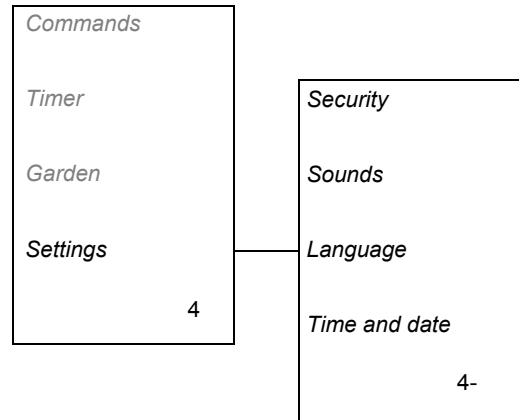 Commands
Timer
Garden
Settings
4
Security
Sounds
Language
Time and date
4-